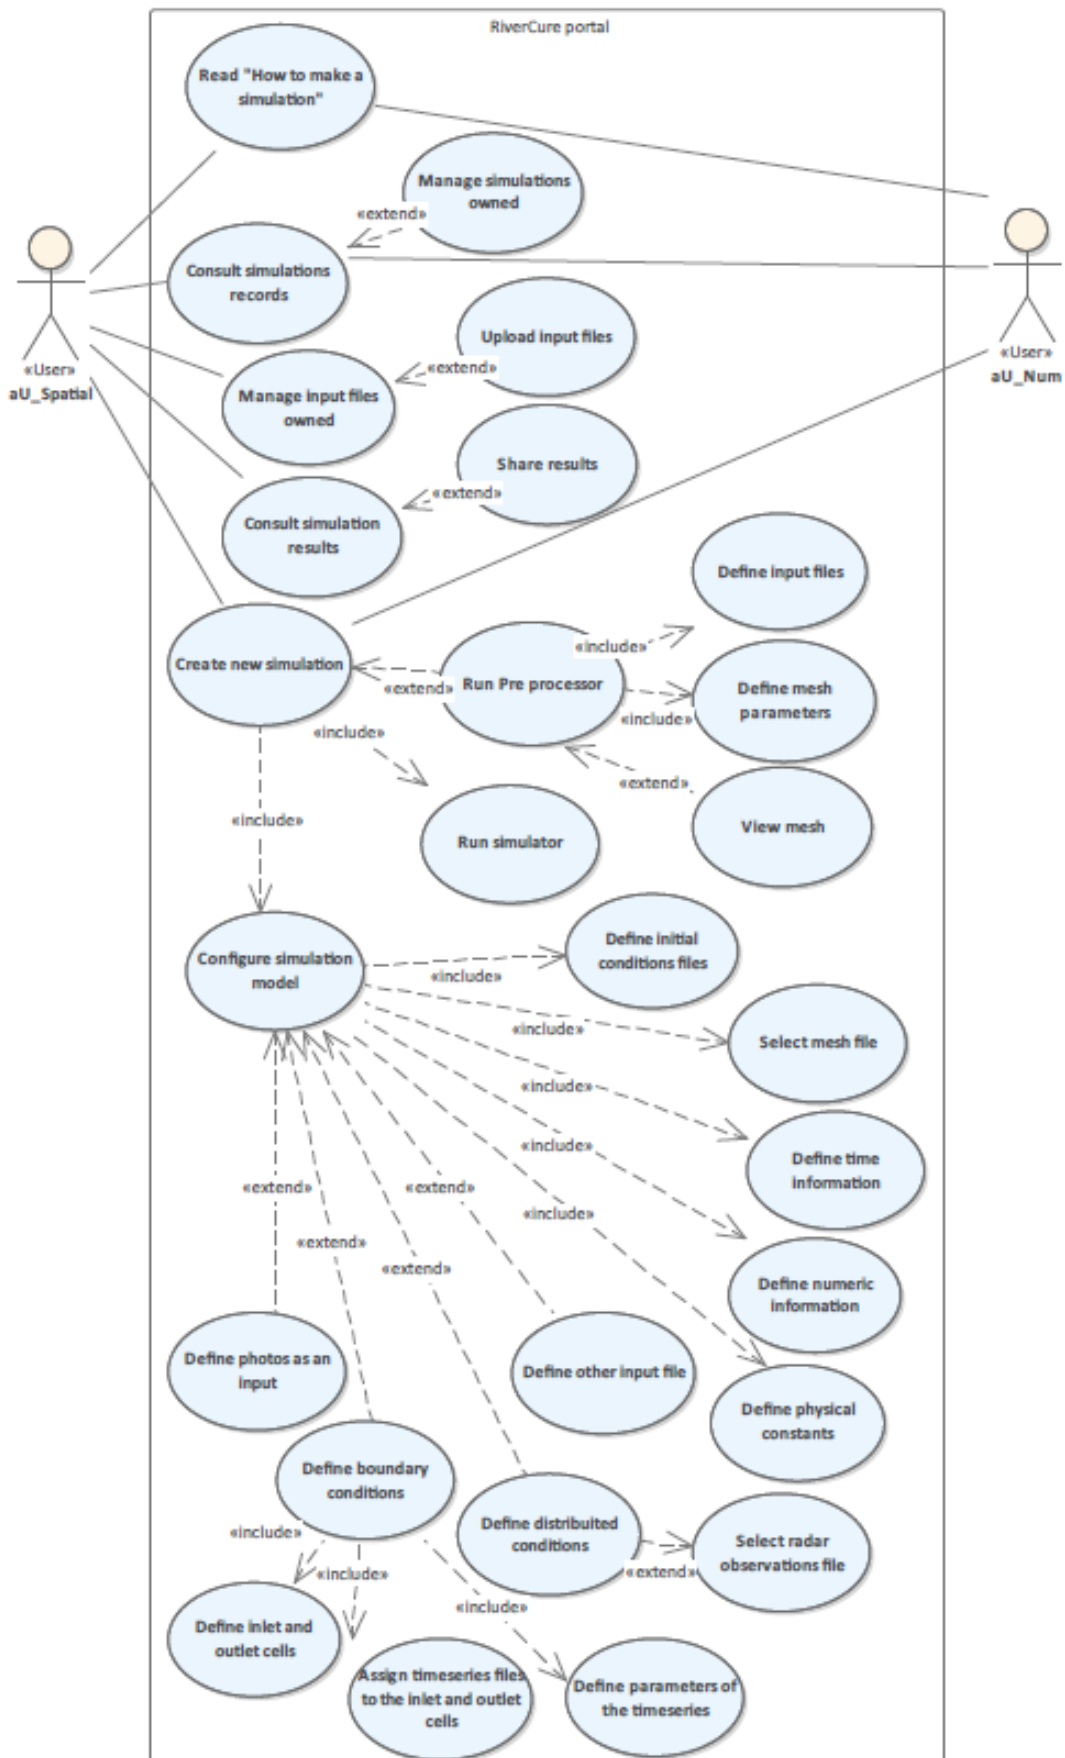 RiverCure portal
Read "How to make a
simulation"
Manage simulations
owned
«extend»
Consult simulations
records
«User»
aU_Spatial
«User»
aU_Num
Upload input files
«extend»
Manage input files
owned
Share results
«extend»
Consult simulation
results
Define input files
«include»
Create new simulation
«extend»
Run Pre processor
Define mesh
parameters
«include»
«include»
«extend»
View mesh
Run simulator
«include»
Configure simulation
model
Define initial
conditions files
«include»
«include»
Select mesh file
«include»
«include»
Define time
information
«extend»
«extend»
«include»
«extend»
«extend»
Define numeric
information
Define photos as an
input
Define other input file
Define physical
constants
Define boundary
conditions
Define distribuited
conditions
Select radar
observations file
«extend»
«include»
«include»
«include»
Define inlet and
outlet cells
Assign timeseries files
to the inlet and outlet
cells
Define parameters of
the timeseries